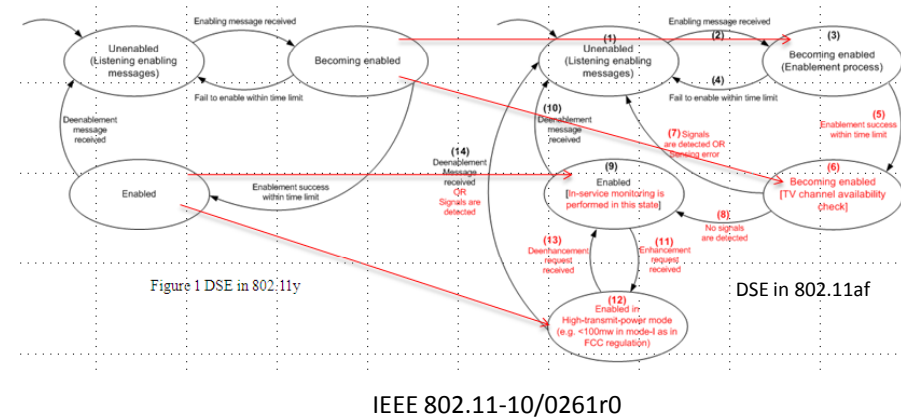 Enabling message received
Unenabled
(Listening enabling
messages)
Becoming enabled
Fail to enable within time limit
Deenablement
message
received
Enabled
Enablement success
within time limit
Figure 1 DSE in 802.11y
Enabling message received
(1)
(2)
(3)
Unenabled
(Listening enabling
messages)
Becoming enabled
(Enablement process)
(4)
Fail to enable within time limit
(5)
Enablement success
within time limit
(10)
Deenablement
message
received
(7) Signals
are detected OR
sensing error
(14)
Deenablement
Message
received
OR
Signals are
detected
(9)
Enabled
[In-service monitoring is
performed in this state]
(6)
Becoming enabled
[TV channel availability
check]
(8)
No signals
are detected
(13)
Deenhancement
request
received
(11)
Enhancement
request
received
(12)
Enabled in
High-transmit-power mode
(e.g. <100mw in mode-I as in
FCC regulation)
DSE in 802.11af
IEEE 802.11-10/0261r0